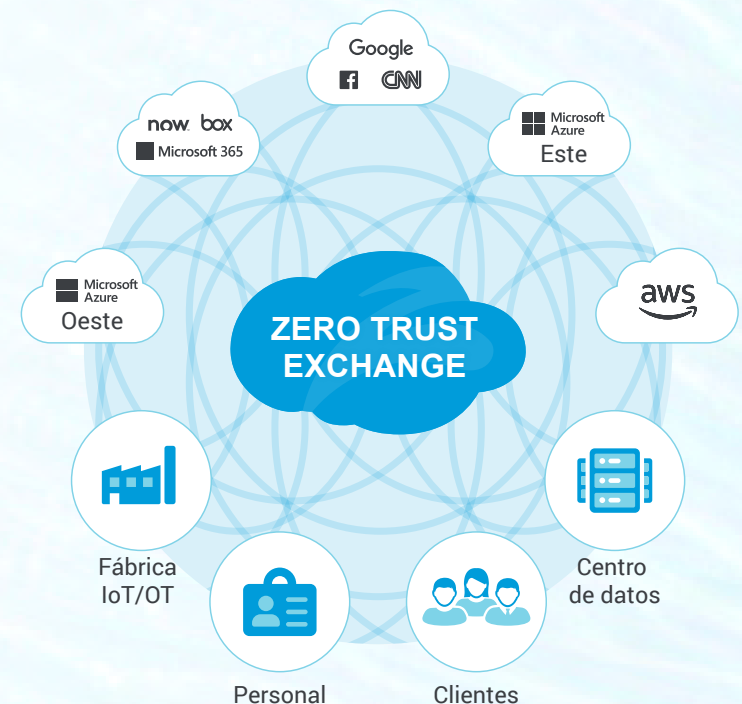 Google
f CNN
now. box
Microsoft 365
Microsoft
Azure
Este
Microsoft
Azure
Oeste
aws
ZERO TRUST
EXCHANGE
Fábrica
IoT/OT
Centro
de datos
Personal
Clientes